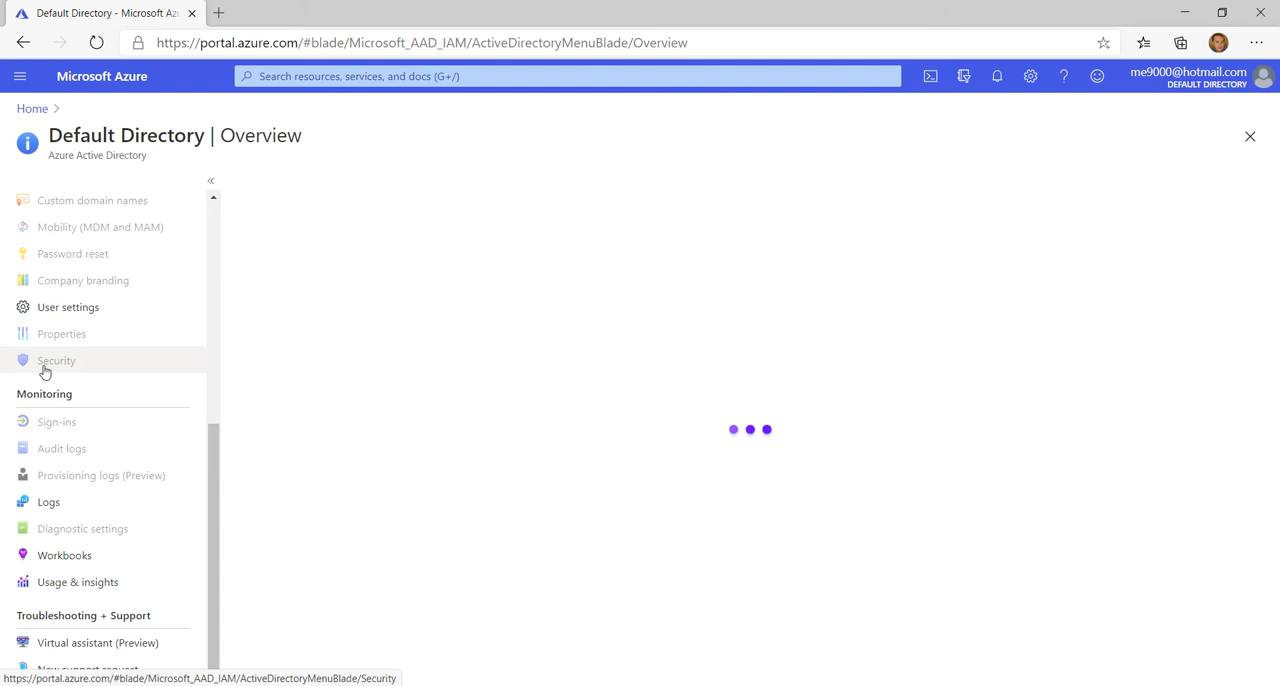 Default Directory - Microsoft Az
https://portal.azure.com/#blade/Microsoft_AAD_IAM/ActiveDirectoryMenuBlade/Overview
Microsoft Azure
Search resources, services, and docs (G+/)
me9000@hotmail.com
DEFAULT DIRECTORY
Home
Default Directory | Overview
Azure Active Directory
Custom domain names
Mobility (MDM and MAM)
Password reset
Company branding
User settings
Properties
Security
Monitoring
Sign-ins
Audit logs
Provisioning logs (Preview)
Logs
Diagnostic settings
Workbooks
Usage & insights
Troubleshooting + Support
Virtual assistant (Preview)
New support request
https://portal.azure.com/#blade/Microsoft_AAD_IAM/ActiveDirectoryMenuBlade/Security